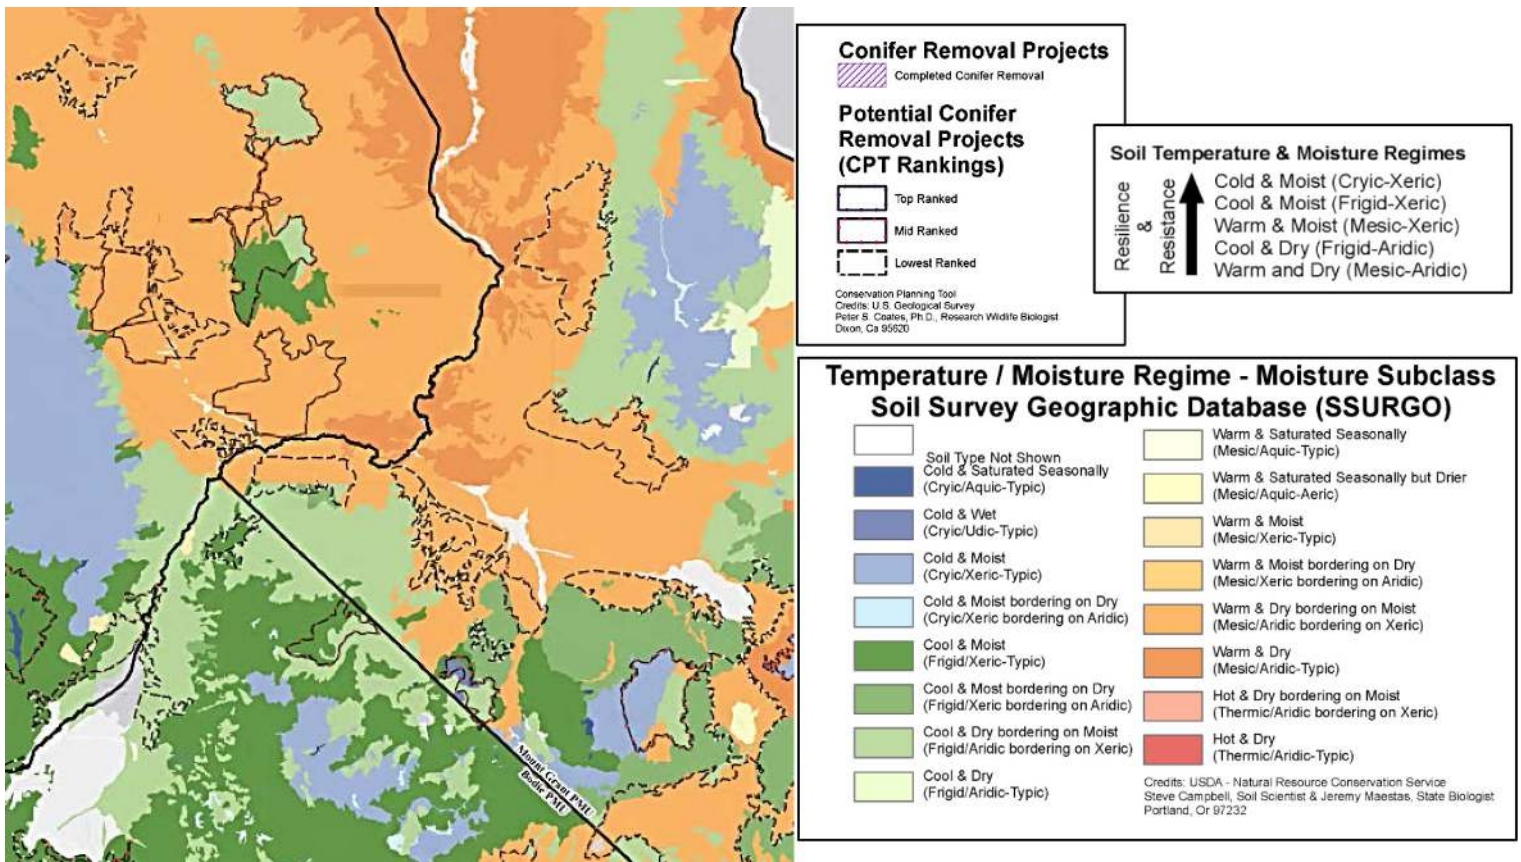 Conifer Removal Projects
Completed Conifer Removal
Potential Conifer
Removal Projects
(CPT Rankings)
Top Ranked
Mid Ranked
Lowest Ranked
Conservation Planning Tool
Credits: U.S. Geological Survey
Peter S. Coates, Ph.D., Research Wildlife Biologist
Dixon, Ca 95620
Soil Temperature & Moisture Regimes
Resilience
&
Resistance
Cold & Moist (Cryic-Xeric)
Cool & Moist (Frigid-Xeric)
Warm & Moist (Mesic-Xeric)
Cool & Dry (Frigid-Aridic)
Warm and Dry (Mesic-Aridic)
Temperature / Moisture Regime - Moisture Subclass
Soil Survey Geographic Database (SSURGO)
Soil Type Not Shown
Cold & Saturated Seasonally
(Cryic/Aquic-Typic)
Cold & Wet
(Cryic/Udic-Typic)
Cold & Moist
(Cryic/Xeric-Typic)
Cold & Moist bordering on Dry
(Cryic/Xeric bordering on Aridic)
Cool & Moist
(Frigid/Xeric-Typic)
Cool & Most bordering on Dry
(Frigid/Xeric bordering on Aridic)
Cool & Dry bordering on Moist
(Frigid/Aridic bordering on Xeric)
Cool & Dry
(Frigid/Aridic-Typic)
Warm & Saturated Seasonally
(Mesic/Aquic-Typic)
Warm & Saturated Seasonally but Drier
(Mesic/Aquic-Aeric)
Warm & Moist
(Mesic/Xeric-Typic)
Warm & Moist bordering on Dry
(Mesic/Xeric bordering on Aridic)
Warm & Dry bordering on Moist
(Mesic/Aridic bordering on Xeric)
Warm & Dry
(Mesic/Aridic-Typic)
Hot & Dry bordering on Moist
(Thermic/Aridic bordering on Xeric)
Hot & Dry
(Thermic/Aridic-Typic)
Credits: USDA - Natural Resource Conservation Service
Steve Campbell, Soil Scientist & Jeremy Maestas, State Biologist
Portland, Or 97232
Mount Grant PMU
Bodie PMU